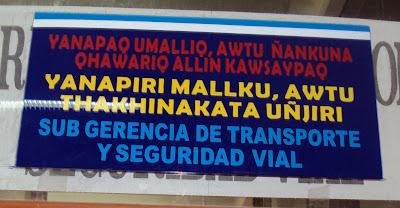 YANAPAQ UMALLIQ, AWTU ÑANKUNA
QHAWARIQ ALLIN KAWSAYPAQ
YANAPIRI MALLKU, AWTU
THAKHINAKATA UÑJIRI
SUB GERENCIA DE TRANSPORTE
Y SEGURIDAD VIAL